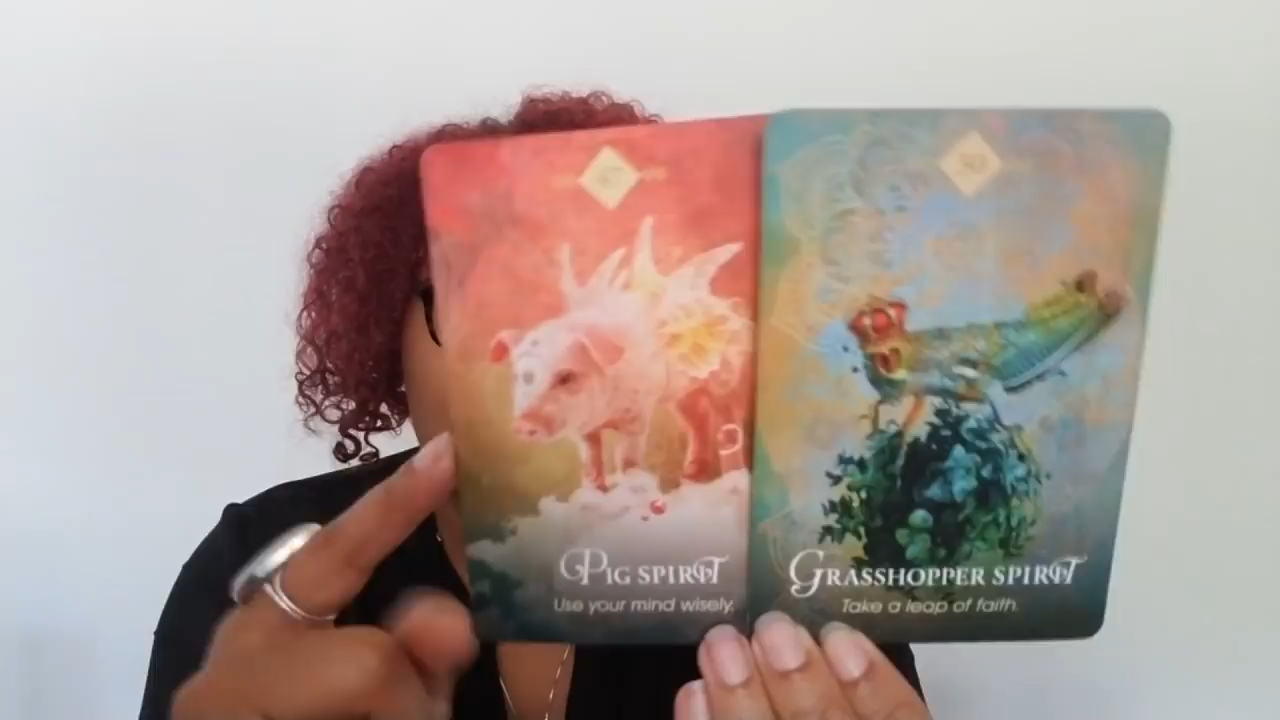 Pig Spirit
Use your mind wisely.
Grasshopper Spirit
Take a leap of faith.